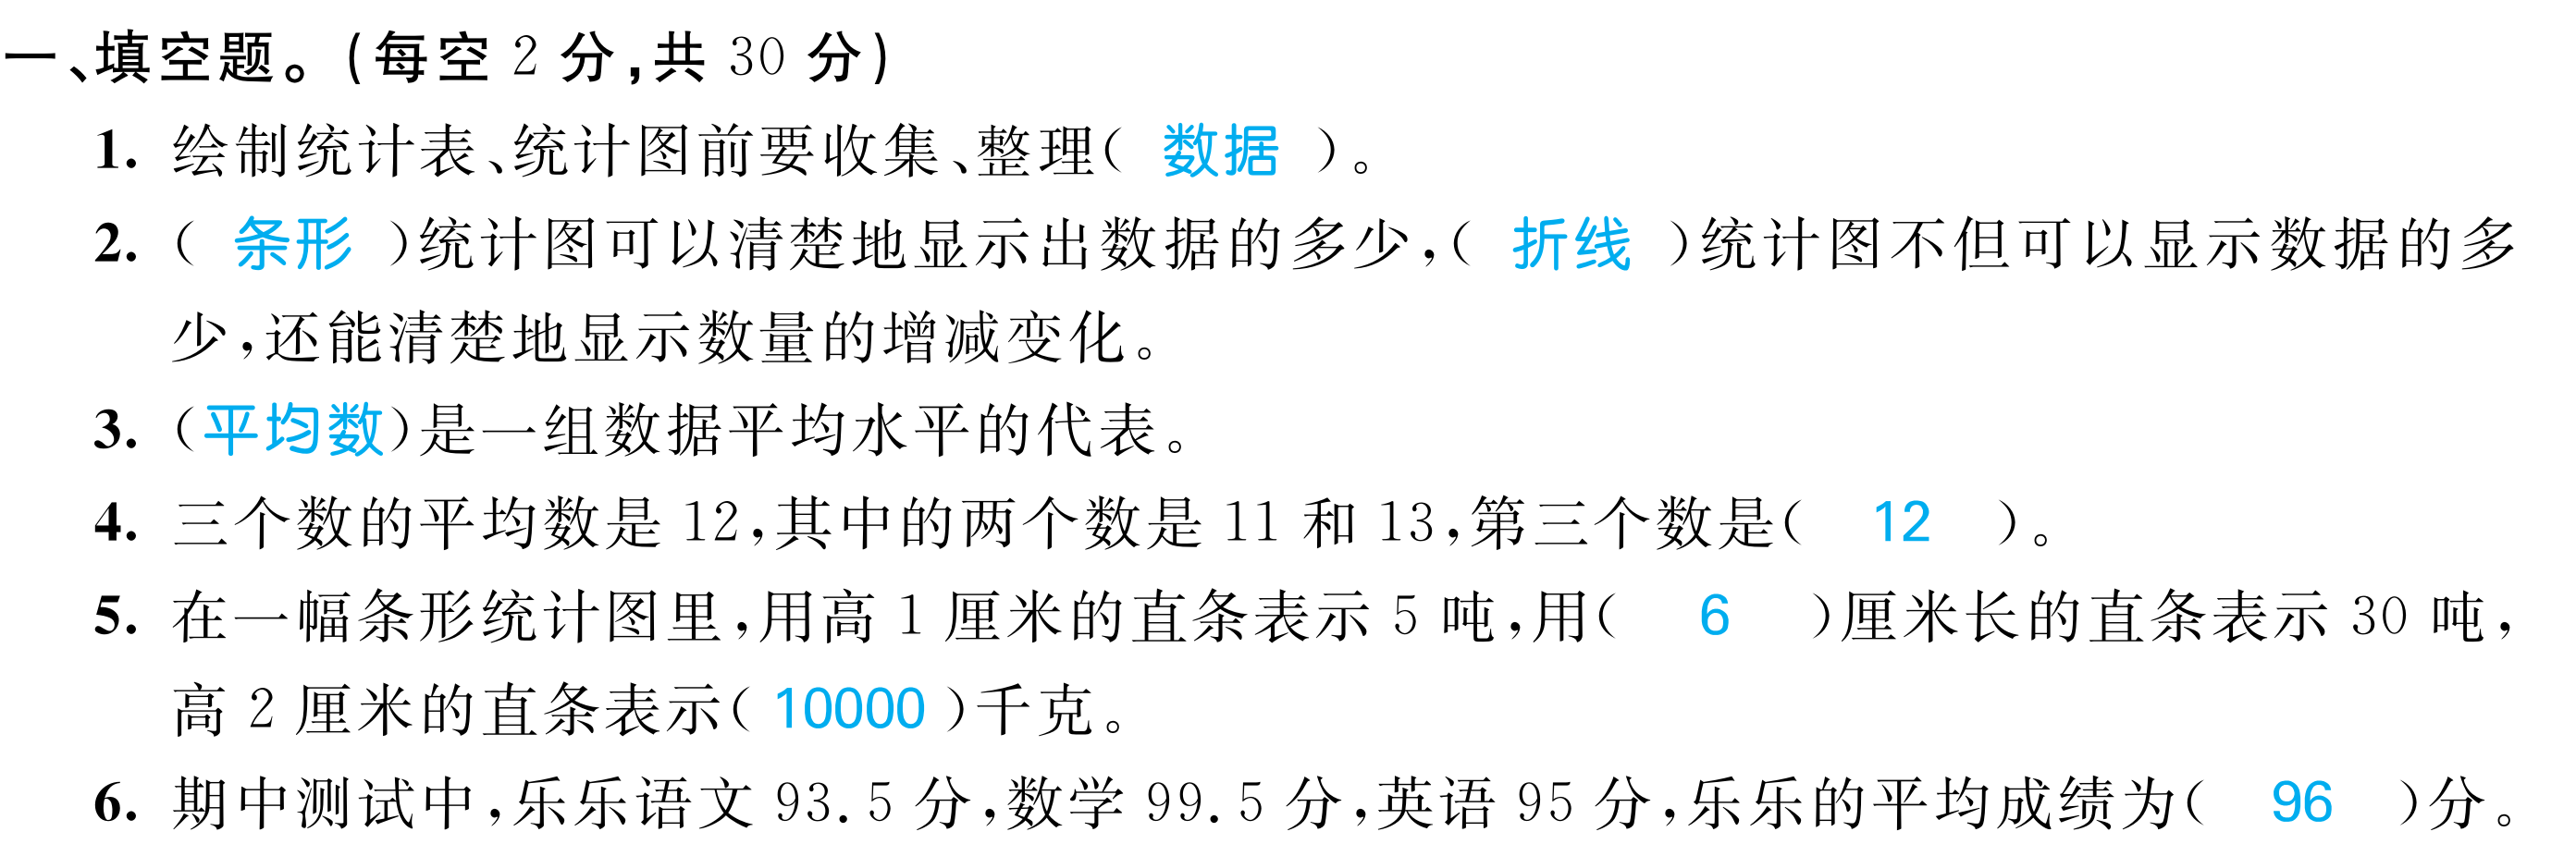 一、填空题。(每空 2 分,共 30 分)
1. 绘制统计表、统计图前要收集、整理( 数据 )。
2. ( 条形 )统计图可以清楚地显示出数据的多少,( 折线 )统计图不但可以显示数据的多
少,还能清楚地显示数量的增减变化。
3. (平均数)是一组数据平均水平的代表。
4. 三个数的平均数是 12,其中的两个数是 11 和 13,第三个数是( 12 )。
5. 在一幅条形统计图里,用高 1 厘米的直条表示 5 吨,用( 6 )厘米长的直条表示 30 吨,
高 2 厘米的直条表示( 10000 )千克。
6. 期中测试中,乐乐语文 93.5 分,数学 99.5 分,英语 95 分,乐乐的平均成绩为( 96 )分。